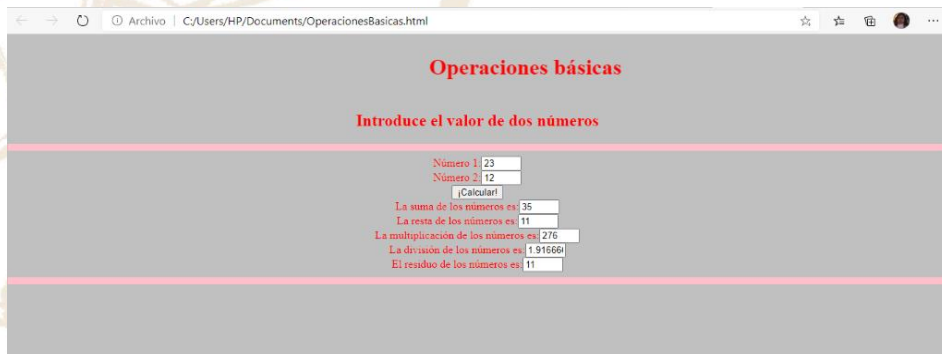 Archivo | C:/Users/HP/Documents/OperacionesBasicas.html
Operaciones básicas
Introduce el valor de dos números
Número 1: 23
Número 2: 12
¡Calcular!
La suma de los números es: 35
La resta de los números es: 11
La multiplicación de los números es: 276
La división de los números es: 1.91666
El residuo de los números es: 11